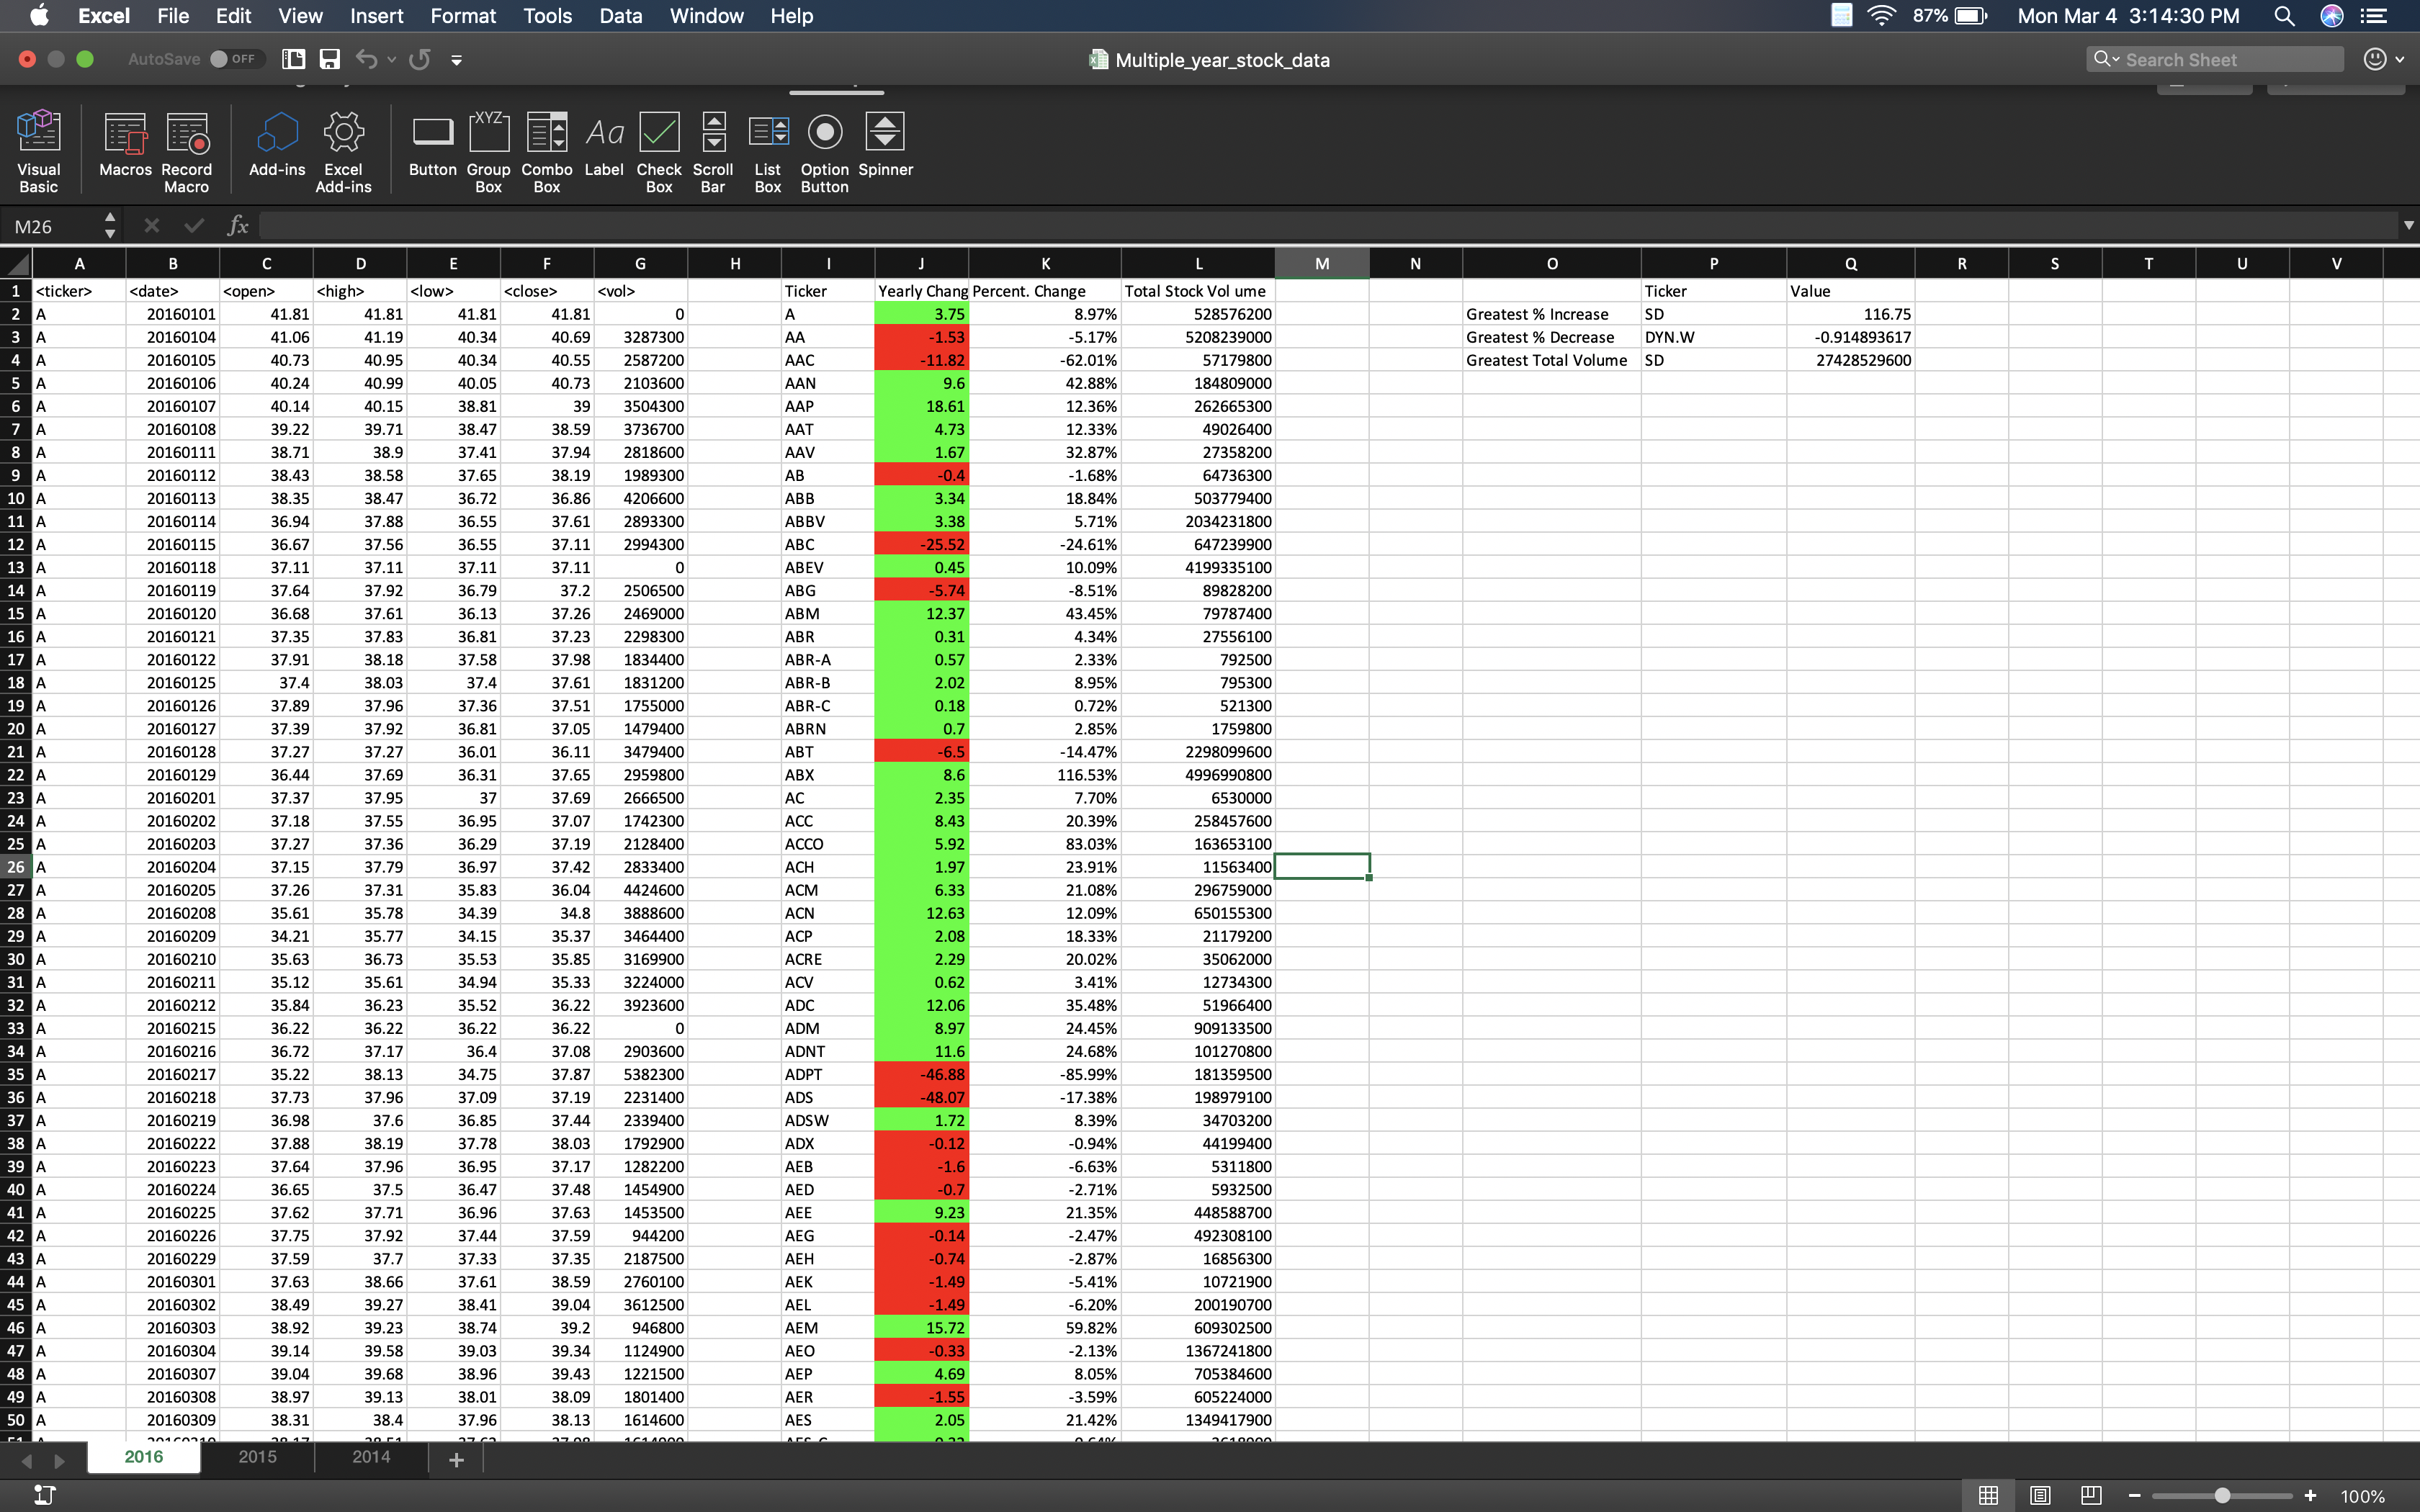 Excel File Edit View Insert Format Tools Data Window Help 87% Mon Mar 4 3:14:30 PM
AutoSave OFF Multiple_year_stock_data Search Sheet
Visual Basic Macros Record Macro Add-ins Excel Add-ins Button Group Box Combo Box Label Check Box Scroll Bar List Box Option Button Spinner
M26 fx
A B C D E F G H I J K L M N O P Q R S T U V
1 <ticker> <date> <open> <high> <low> <close> <vol> Ticker Yearly Chang Percent. Change Total Stock Vol ume Ticker Value
2 A 20160101 41.81 41.81 41.81 41.81 0 A 3.75 8.97% 528576200 Greatest % Increase SD 116.75
3 A 20160104 41.06 41.19 40.34 40.69 3287300 AA -1.53 -5.17% 5208239000 Greatest % Decrease DYN.W -0.914893617
4 A 20160105 40.73 40.95 40.34 40.55 2587200 AAC -11.82 -62.01% 57179800 Greatest Total Volume SD 27428529600
5 A 20160106 40.24 40.99 40.05 40.73 2103600 AAN 9.6 42.88% 184809000
6 A 20160107 40.14 40.15 38.81 39 3504300 AAP 18.61 12.36% 262665300
7 A 20160108 39.22 39.71 38.47 38.59 3736700 AAT 4.73 12.33% 49026400
8 A 20160111 38.71 38.9 37.41 37.94 2818600 AAV 1.67 32.87% 27358200
9 A 20160112 38.43 38.58 37.65 38.19 1989300 AB -0.4 -1.68% 64736300
10 A 20160113 38.35 38.47 36.72 36.86 4206600 ABB 3.34 18.84% 503779400
11 A 20160114 36.94 37.88 36.55 37.61 2893300 ABBV 3.38 5.71% 2034231800
12 A 20160115 36.67 37.56 36.55 37.11 2994300 ABC -25.52 -24.61% 647239900
13 A 20160118 37.11 37.11 37.11 37.11 0 ABEV 0.45 10.09% 4199335100
14 A 20160119 37.64 37.92 36.79 37.2 2506500 ABG -5.74 -8.51% 89828200
15 A 20160120 36.68 37.61 36.13 37.26 2469000 ABM 12.37 43.45% 79787400
16 A 20160121 37.35 37.83 36.81 37.23 2298300 ABR 0.31 4.34% 27556100
17 A 20160122 37.91 38.18 37.58 37.98 1834400 ABR-A 0.57 2.33% 792500
18 A 20160125 37.4 38.03 37.4 37.61 1831200 ABR-B 2.02 8.95% 795300
19 A 20160126 37.89 37.96 37.36 37.51 1755000 ABR-C 0.18 0.72% 521300
20 A 20160127 37.39 37.92 36.81 37.05 1479400 ABRN 0.7 2.85% 1759800
21 A 20160128 37.27 37.27 36.01 36.11 3479400 ABT -6.5 -14.47% 2298099600
22 A 20160129 36.44 37.69 36.31 37.65 2959800 ABX 8.6 116.53% 4996990800
23 A 20160201 37.37 37.95 37 37.69 2666500 AC 2.35 7.70% 6530000
24 A 20160202 37.18 37.55 36.95 37.07 1742300 ACC 8.43 20.39% 258457600
25 A 20160203 37.27 37.36 36.29 37.19 2128400 ACCO 5.92 83.03% 163653100
26 A 20160204 37.15 37.79 36.97 37.42 2833400 ACH 1.97 23.91% 11563400
27 A 20160205 37.26 37.31 35.83 36.04 4424600 ACM 6.33 21.08% 296759000
28 A 20160208 35.61 35.78 34.39 34.8 3888600 ACN 12.63 12.09% 650155300
29 A 20160209 34.21 35.77 34.15 35.37 3464400 ACP 2.08 18.33% 21179200
30 A 20160210 35.63 36.73 35.53 35.85 3169900 ACRE 2.29 20.02% 35062000
31 A 20160211 35.12 35.61 34.94 35.33 3224000 ACV 0.62 3.41% 12734300
32 A 20160212 35.84 36.23 35.52 36.22 3923600 ADC 12.06 35.48% 51966400
33 A 20160215 36.22 36.22 36.22 36.22 0 ADM 8.97 24.45% 909133500
34 A 20160216 36.72 37.17 36.4 37.08 2903600 ADNT 11.6 24.68% 101270800
35 A 20160217 35.22 38.13 34.75 37.87 5382300 ADPT -46.88 -85.99% 181359500
36 A 20160218 37.73 37.96 37.09 37.19 2231400 ADS -48.07 -17.38% 198979100
37 A 20160219 36.98 37.6 36.85 37.44 2339400 ADSW 1.72 8.39% 34703200
38 A 20160222 37.88 38.19 37.78 38.03 1792900 ADX -0.12 -0.94% 44199400
39 A 20160223 37.64 37.96 36.95 37.17 1282200 AEB -1.6 -6.63% 5311800
40 A 20160224 36.65 37.5 36.47 37.48 1454900 AED -0.7 -2.71% 5932500
41 A 20160225 37.62 37.71 36.96 37.63 1453500 AEE 9.23 21.35% 448588700
42 A 20160226 37.75 37.92 37.44 37.59 944200 AEG -0.14 -2.47% 492308100
43 A 20160229 37.59 37.7 37.33 37.35 2187500 AEH -0.74 -2.87% 16856300
44 A 20160301 37.63 38.66 37.61 38.59 2760100 AEK -1.49 -5.41% 10721900
45 A 20160302 38.49 39.27 38.41 39.04 3612500 AEL -1.49 -6.20% 200190700
46 A 20160303 38.92 39.23 38.74 39.2 946800 AEM 15.72 59.82% 609302500
47 A 20160304 39.14 39.58 39.03 39.34 1124900 AEO -0.33 -2.13% 1367241800
48 A 20160307 39.04 39.68 38.96 39.43 1221500 AEP 4.69 8.05% 705384600
49 A 20160308 38.97 39.13 38.01 38.09 1801400 AER -1.55 -3.59% 605224000
50 A 20160309 38.31 38.4 37.96 38.13 1614600 AES 2.05 21.42% 1349417900
2016 2015 2014
100%